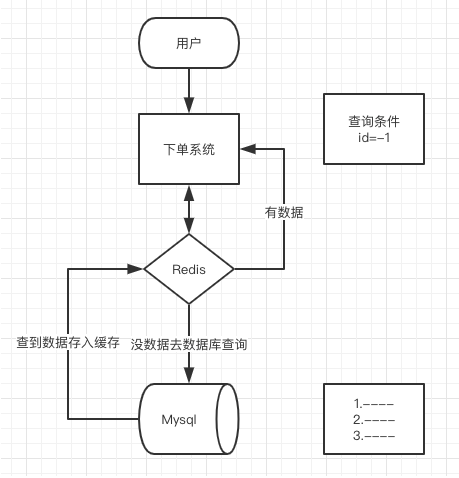 用户
下单系统
查询条件
id=-1
有数据
Redis
查到数据存入缓存
没数据去数据库查询
Mysql
1.----
2.----
3.----